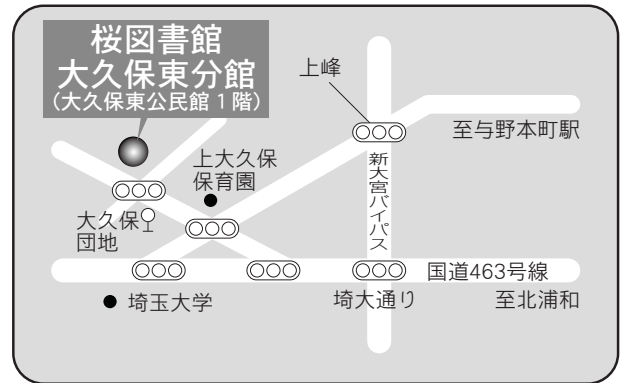 桜図書館
大久保東分館
(大久保東公民館1階)
上峰
至与野本町駅
上大久保
保育園
新大宮バイパス
大久保
団地
国道463号線
埼玉大学
埼大通り
至北浦和